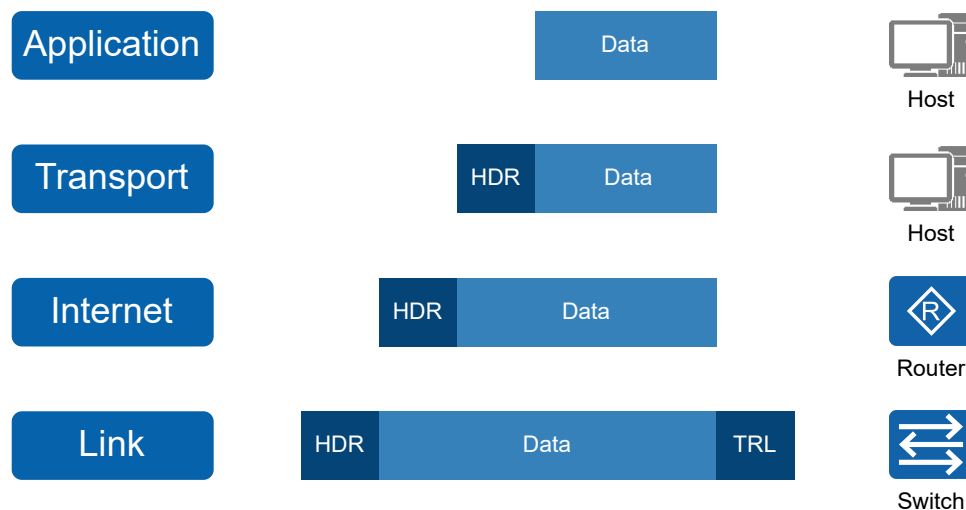 Application
Data
Host
Transport
HDR
Data
Host
Internet
HDR
Data
R
Router
Link
HDR
Data
TRL
Switch